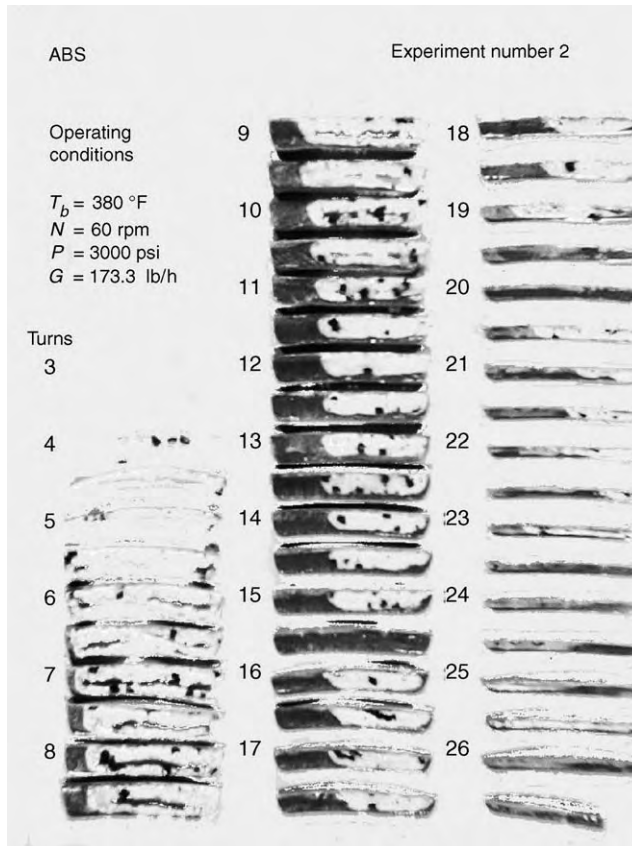 ABS
Experiment number 2
Operating
conditions
T_b = 380 °F
N = 60 rpm
P = 3000 psi
G = 173.3 lb/h
Turns
3
4
5
6
7
8
9
10
11
12
13
14
15
16
17
18
19
20
21
22
23
24
25
26